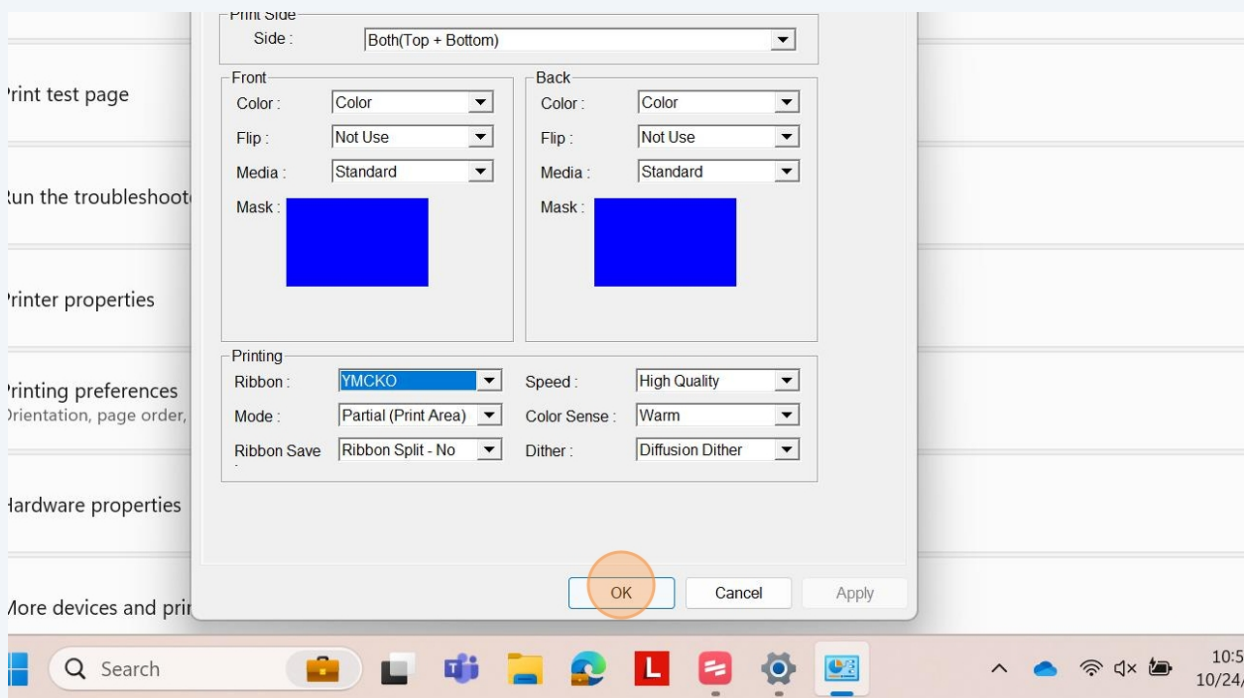 Print Side
Side : Both(Top + Bottom)
Front
Back
Color : Color
Color : Color
Flip : Not Use
Flip : Not Use
Media : Standard
Media : Standard
Mask :
Mask :
Printing
Ribbon : YMCKO
Speed : High Quality
Mode : Partial (Print Area)
Color Sense : Warm
Ribbon Save : Ribbon Split - No
Dither : Diffusion Dither
OK
Cancel
Apply
Print test page
Run the troubleshoot
Printer properties
Printing preferences
Orientation, page order,
Hardware properties
More devices and prin
Search
L
10:5
10/24/